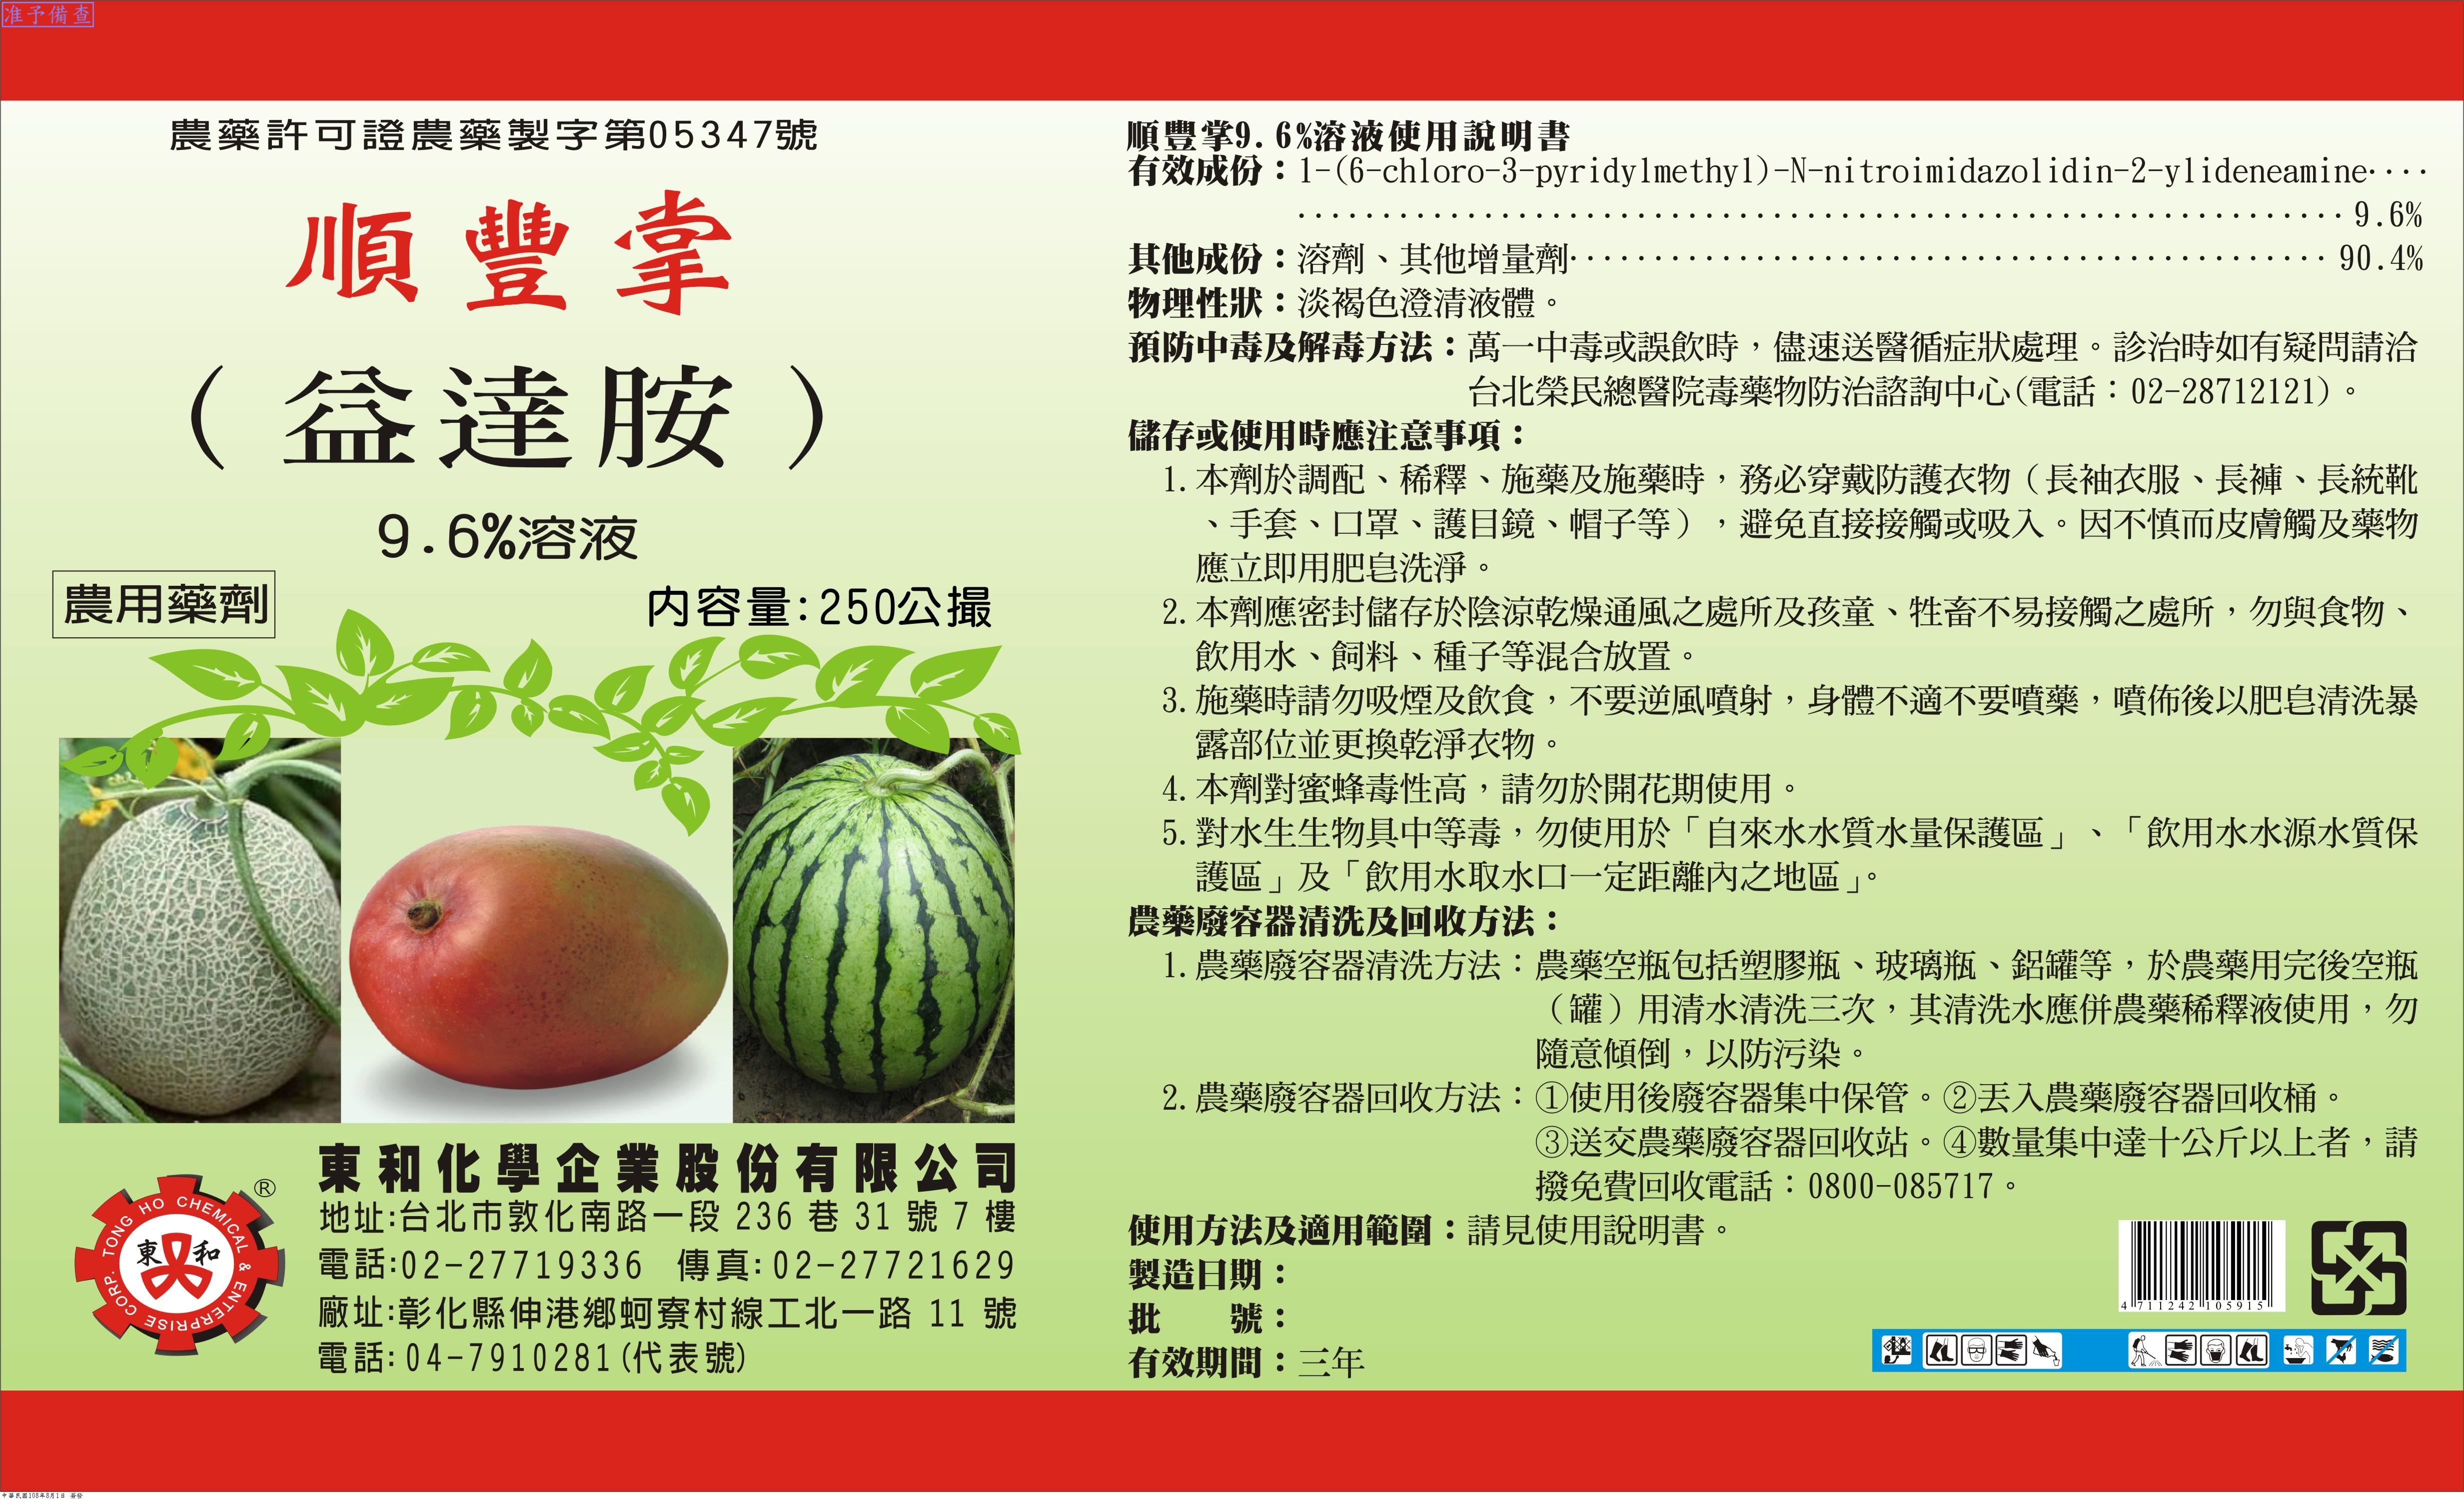 准予備查
農藥許可證農藥製字第05347號
順豐掌
（益達胺）
9.6%溶液
農用藥劑
內容量:250公撮
東和化學企業股份有限公司
地址:台北市敦化南路一段 236 巷 31 號 7 樓
電話:02-27719336 傳真:02-27721629
廠址:彰化縣伸港鄉蚵寮村線工北一路 11 號
電話:04-7910281(代表號)
TONG HO CHEMICAL & ENTERPRISE CORP.
東 和
®
順豐掌9.6%溶液使用說明書
有效成份：1-(6-chloro-3-pyridylmethyl)-N-nitroimidazolidin-2-ylideneamine····
······························································ 9.6%
其他成份：溶劑、其他增量劑············································· 90.4%
物理性狀：淡褐色澄清液體。
預防中毒及解毒方法：萬一中毒或誤飲時，儘速送醫循症狀處理。診治時如有疑問請洽
台北榮民總醫院毒藥物防治諮詢中心(電話：02-28712121)。
儲存或使用時應注意事項：
1.本劑於調配、稀釋、施藥及施藥時，務必穿戴防護衣物（長袖衣服、長褲、長統靴
、手套、口罩、護目鏡、帽子等），避免直接接觸或吸入。因不慎而皮膚觸及藥物
應立即用肥皂洗淨。
2.本劑應密封儲存於陰涼乾燥通風之處所及孩童、牲畜不易接觸之處所，勿與食物、
飲用水、飼料、種子等混合放置。
3.施藥時請勿吸煙及飲食，不要逆風噴射，身體不適不要噴藥，噴佈後以肥皂清洗暴
露部位並更換乾淨衣物。
4.本劑對蜜蜂毒性高，請勿於開花期使用。
5.對水生生物具中等毒，勿使用於「自來水水質水量保護區」、「飲用水水源水質保
護區」及「飲用水取水口一定距離內之地區」。
農藥廢容器清洗及回收方法：
1.農藥廢容器清洗方法：農藥空瓶包括塑膠瓶、玻璃瓶、鋁罐等，於農藥用完後空瓶
（罐）用清水清洗三次，其清洗水應併農藥稀釋液使用，勿
隨意傾倒，以防污染。
2.農藥廢容器回收方法：①使用後廢容器集中保管。②丟入農藥廢容器回收桶。
③送交農藥廢容器回收站。④數量集中達十公斤以上者，請
撥免費回收電話：0800-085717。
使用方法及適用範圍：請見使用說明書。
製造日期：
批　　號：
有效期間：三年
4 711242 105915
中華民國108年8月1日 簽發